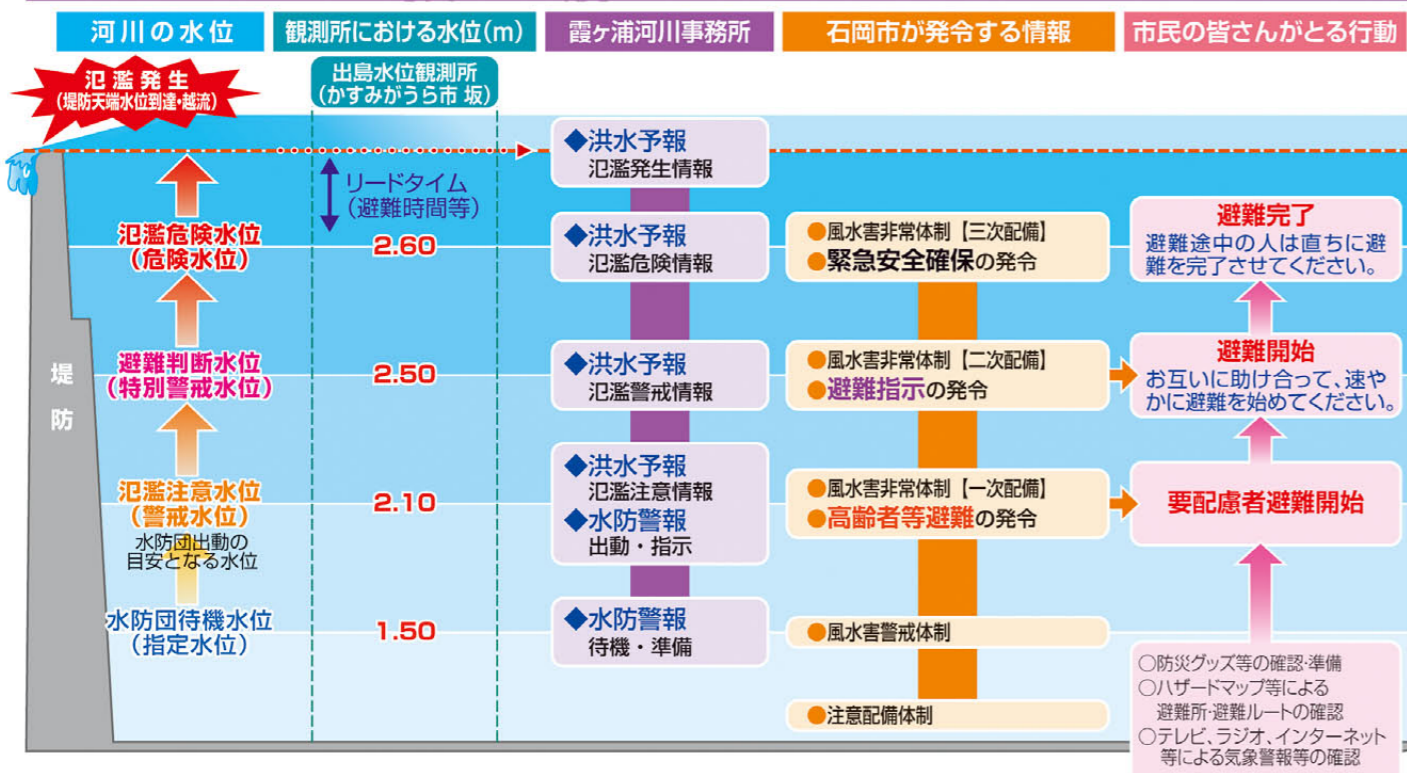 河川の水位
観測所における水位(m)
霞ヶ浦河川事務所
石岡市が発令する情報
市民の皆さんがとる行動
氾濫発生
(堤防天端水位到達・越流)
出島水位観測所
(かすみがうら市 坂)
◆洪水予報
氾濫発生情報
リードタイム
(避難時間等)
氾濫危険水位
(危険水位)
2.60
◆洪水予報
氾濫危険情報
●風水害非常体制【三次配備】
●緊急安全確保の発令
避難完了
避難途中の人は直ちに避
難を完了させてください。
堤防
避難判断水位
(特別警戒水位)
2.50
◆洪水予報
氾濫警戒情報
●風水害非常体制【二次配備】
●避難指示の発令
避難開始
お互いに助け合って、速や
かに避難を始めてください。
氾濫注意水位
(警戒水位)
水防団出動の
目安となる水位
2.10
◆洪水予報
氾濫注意情報
◆水防警報
出動・指示
●風水害非常体制【一次配備】
●高齢者等避難の発令
要配慮者避難開始
水防団待機水位
(指定水位)
1.50
◆水防警報
待機・準備
●風水害警戒体制
●注意配備体制
○防災グッズ等の確認・準備
○ハザードマップ等による
避難所・避難ルートの確認
○テレビ、ラジオ、インターネット
等による気象警報等の確認